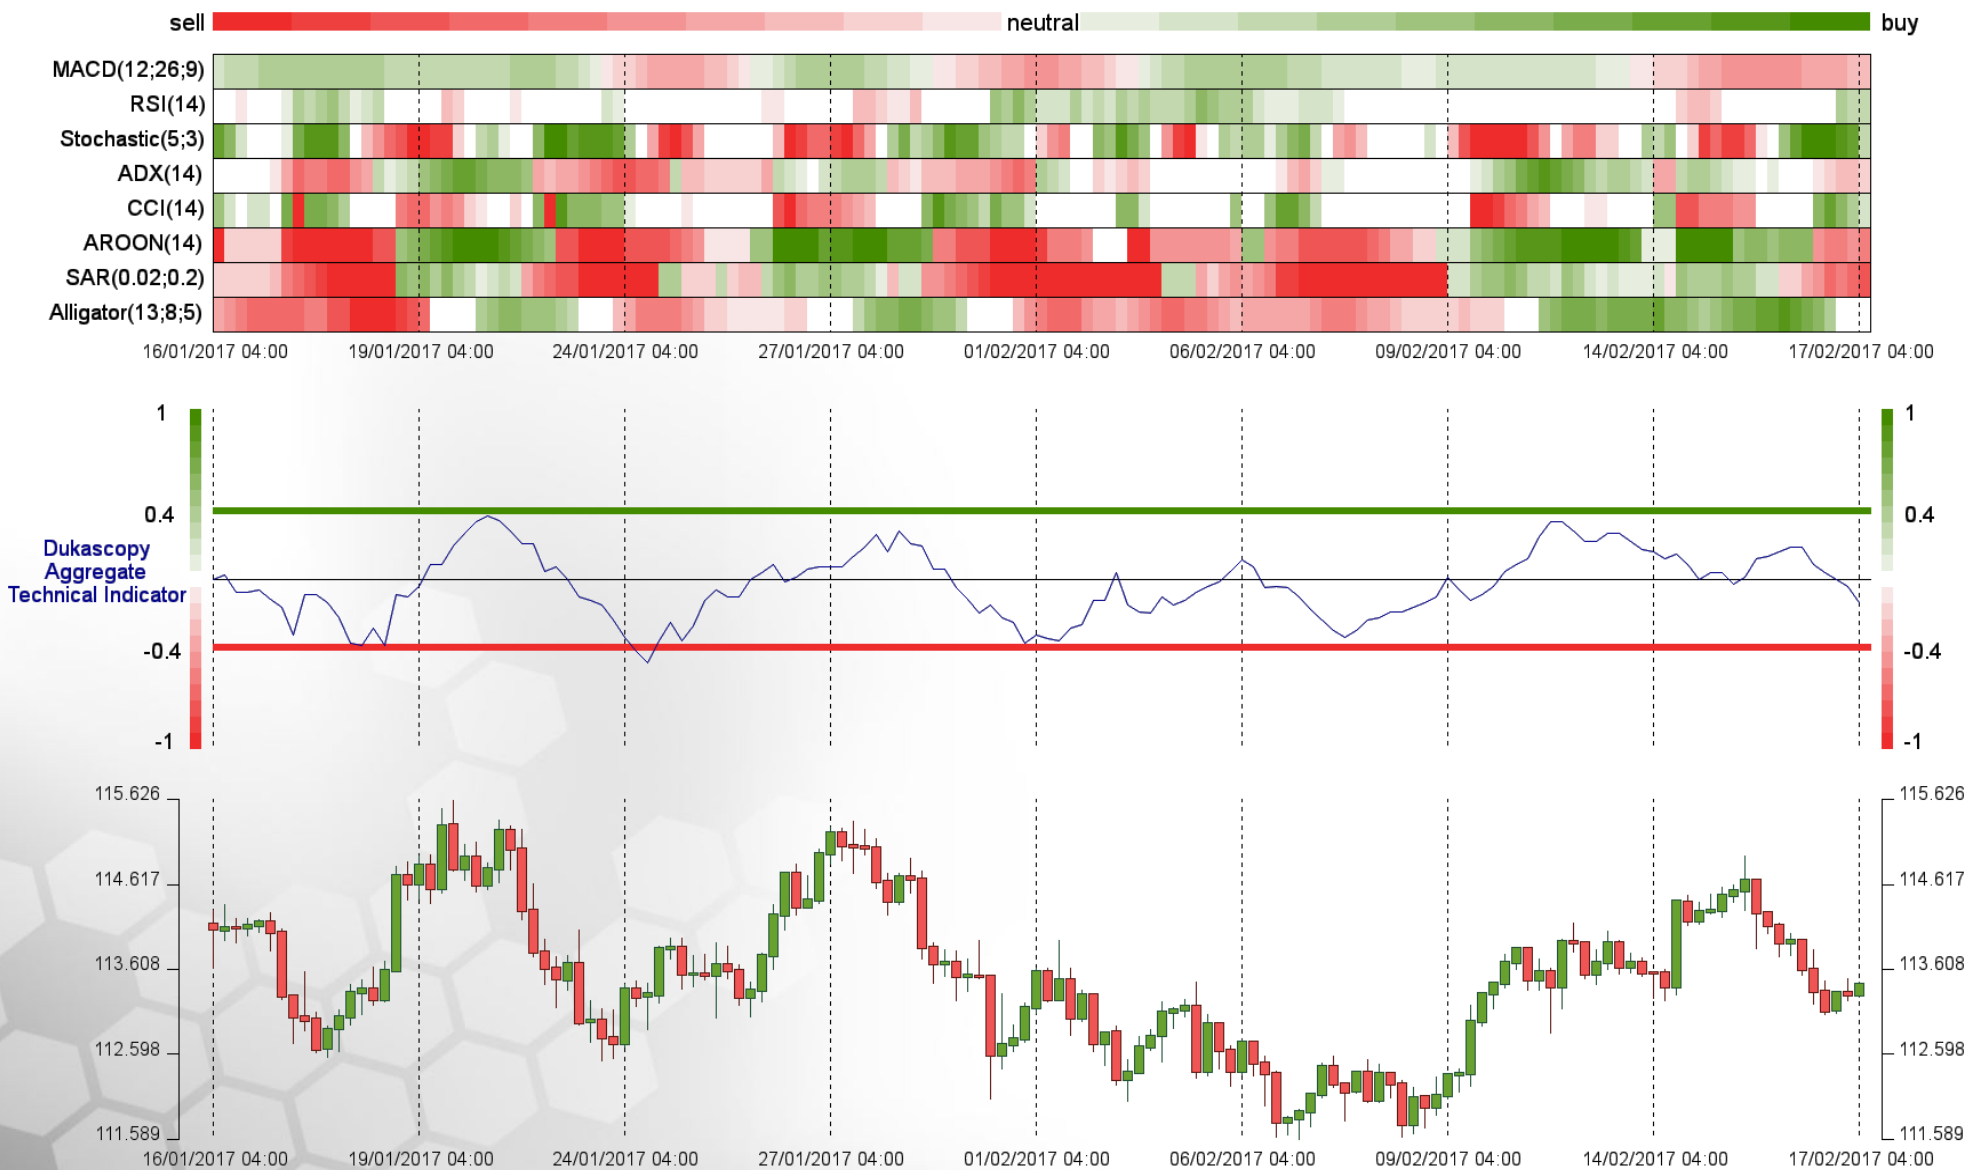 sell neutral buy
MACD(12;26;9)
RSI(14)
Stochastic(5;3)
ADX(14)
CCI(14)
AROON(14)
SAR(0.02;0.2)
Alligator(13;8;5)
16/01/2017 04:00 19/01/2017 04:00 24/01/2017 04:00 27/01/2017 04:00 01/02/2017 04:00 06/02/2017 04:00 09/02/2017 04:00 14/02/2017 04:00 17/02/2017 04:00
1 1
0.4 0.4
Dukascopy
Aggregate
Technical Indicator
-0.4 -0.4
-1 -1
115.626 115.626
114.617 114.617
113.608 113.608
112.598 112.598
111.589 111.589
16/01/2017 04:00 19/01/2017 04:00 24/01/2017 04:00 27/01/2017 04:00 01/02/2017 04:00 06/02/2017 04:00 09/02/2017 04:00 14/02/2017 04:00 17/02/2017 04:00